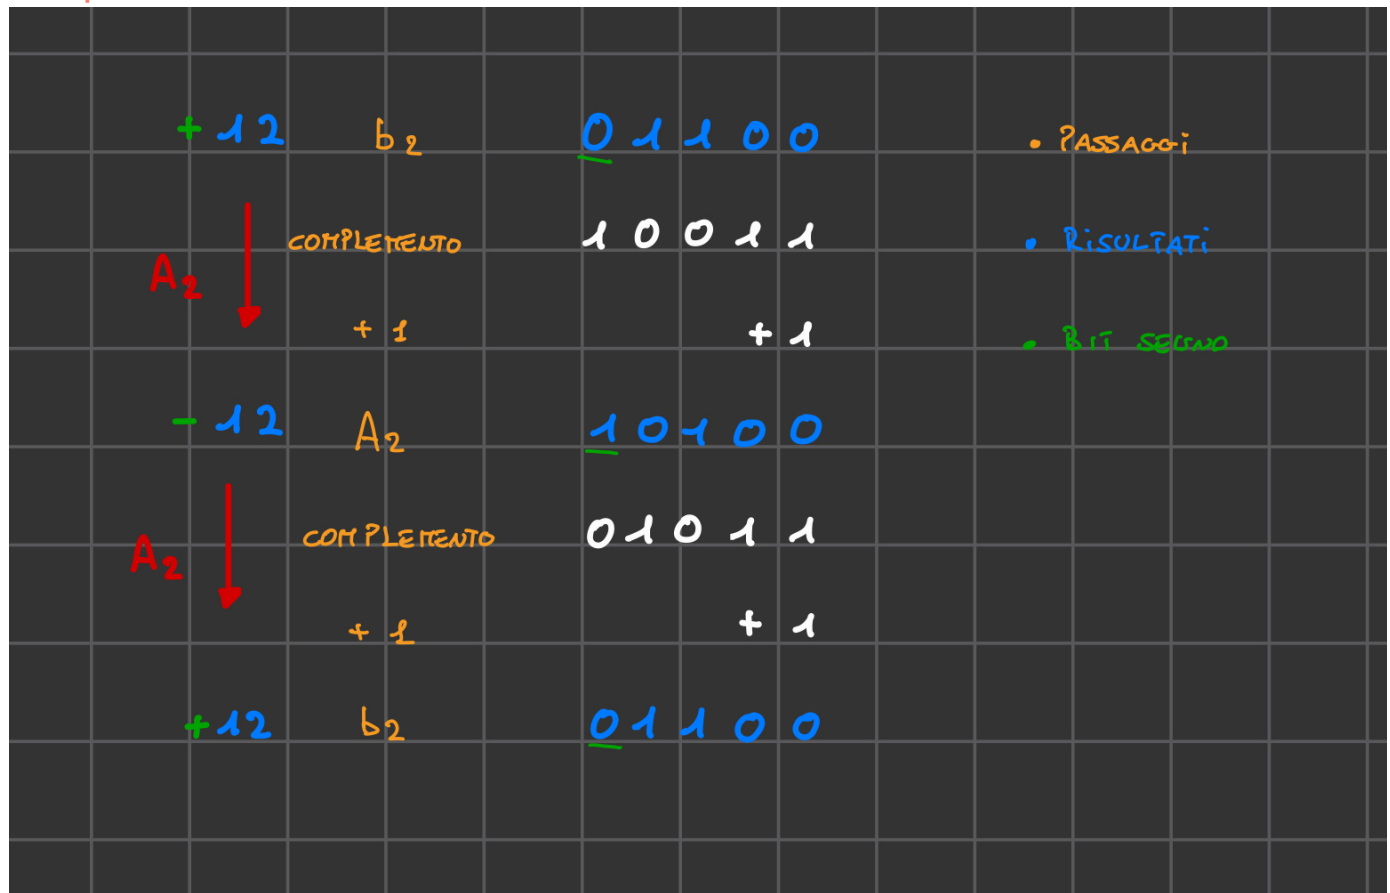 +12 b2 01100 • PASSAGGi
COMPLEMENTO 10011 • RiSULTATi
A2
+1 +1 • BIT SEGNO
-12 A2 10100
COMPLEMENTO 01011
A2
+1 +1
+12 b2 01100